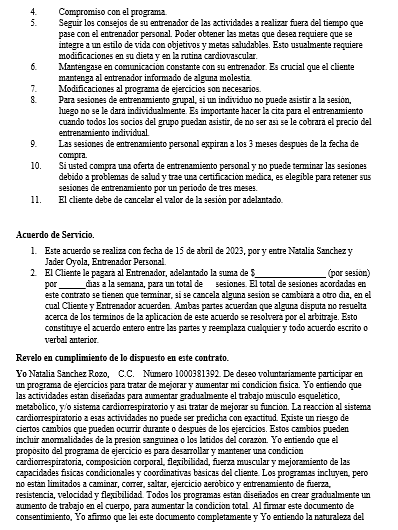 4. Compromiso con el programa.
5. Seguir los consejos de su entrenador de las actividades a realizar fuera del tiempo que
pase con el entrenador personal. Poder obtener las metas que desea requiere que se
integre a un estilo de vida con objetivos y metas saludables. Esto usualmente requiere
modificaciones en su dieta y en la rutina cardiovascular.
6. Mantengase en comunicación constante con su entrenador. Es crucial que el cliente
mantenga al entrenador informado de alguna molestia.
7. Modificaciones al programa de ejercicios son necesarios.
8. Para sesiones de entrenamiento grupal, si un individuo no puede asistir a la sesion,
luego no se le dara individualmente. Es importante hacer la cita para el entrenamiento
cuando todos los socios del grupo puedan asistir, de no ser asi se le cobrara el precio del
entrenamiento individual.
9. Las sesiones de entrenamiento personal expiran a los 3 meses despues de la fecha de
compra.
10. Si usted compra una oferta de entrenamiento personal y no puede terminar las sesiones
debido a problemas de salud y trae una certificacion medica, es elegible para retener sus
sesiones de entrenamiento por un periodo de tres meses.
11. El cliente debe de cancelar el valor de la sesión por adelantado.
Acuerdo de Servicio.
1. Este acuerdo se realiza con fecha de 15 de abril de 2023, por y entre Natalia Sanchez y
Jader Oyola, Entrenador Personal.
2. El Cliente le pagara al Entrenador, adelantado la suma de $________________ (por sesion)
por ______dias a la semana, para un total de sesiones. El total de sesiones acordadas en
este contrato se tienen que terminar, si se cancela alguna sesion se cambiara a otro dia, en el
cual Cliente y Entrenador acuerden. Ambas partes acuerdan que alguna disputa no resuelta
acerca de los terminos de la aplicacion de este acuerdo se resolvera por el arbitraje. Esto
constituye el acuerdo entero entre las partes y reemplaza cualquier y todo acuerdo escrito o
verbal anterior.
Revelo en cumplimiento de lo dispuesto en este contrato.
Yo Natalia Sanchez Rozo, C.C. Numero 1000381392. De deseo voluntariamente participar en
un programa de ejercicios para tratar de mejorar y aumentar mi condicion fisica. Yo entiendo que
las actividades estan diseñadas para aumentar gradualmente el trabajo musculo esqueletico,
metabolico, y/o sistema cardiorrespiratorio y asi tratar de mejorar su funcion. La reaccion al sistema
cardiorrespiratorio a esas actividades no puede ser predicha con exactitud. Existe un riesgo de
ciertos cambios que pueden ocurrir durante o despues de los ejercicios. Estos cambios pueden
incluir anormalidades de la presion sanguinea o los latidos del corazon. Yo entiendo que el
proposito del programa de ejercicio es para desarrollar y mantener una condicion
cardiorrespiratoria, composicion corporal, flexibilidad, fuerza muscular y mejoramiento de las
capacidades fisicas condicionales y coordinativas básicas del cliente. Los programas incluyen, pero
no están limitados a caminar, correr, saltar, ejercicio aeróbico y entrenamiento de fuerza,
resistencia, velocidad y flexibilidad. Todos los programas estan diseñados en crear gradualmente un
aumento de trabajo en el cuerpo, para aumentar la condicion total. Al firmar este documento de
consentimiento, Yo afirmo que lei este documento completamente y Yo entiendo la naturaleza del